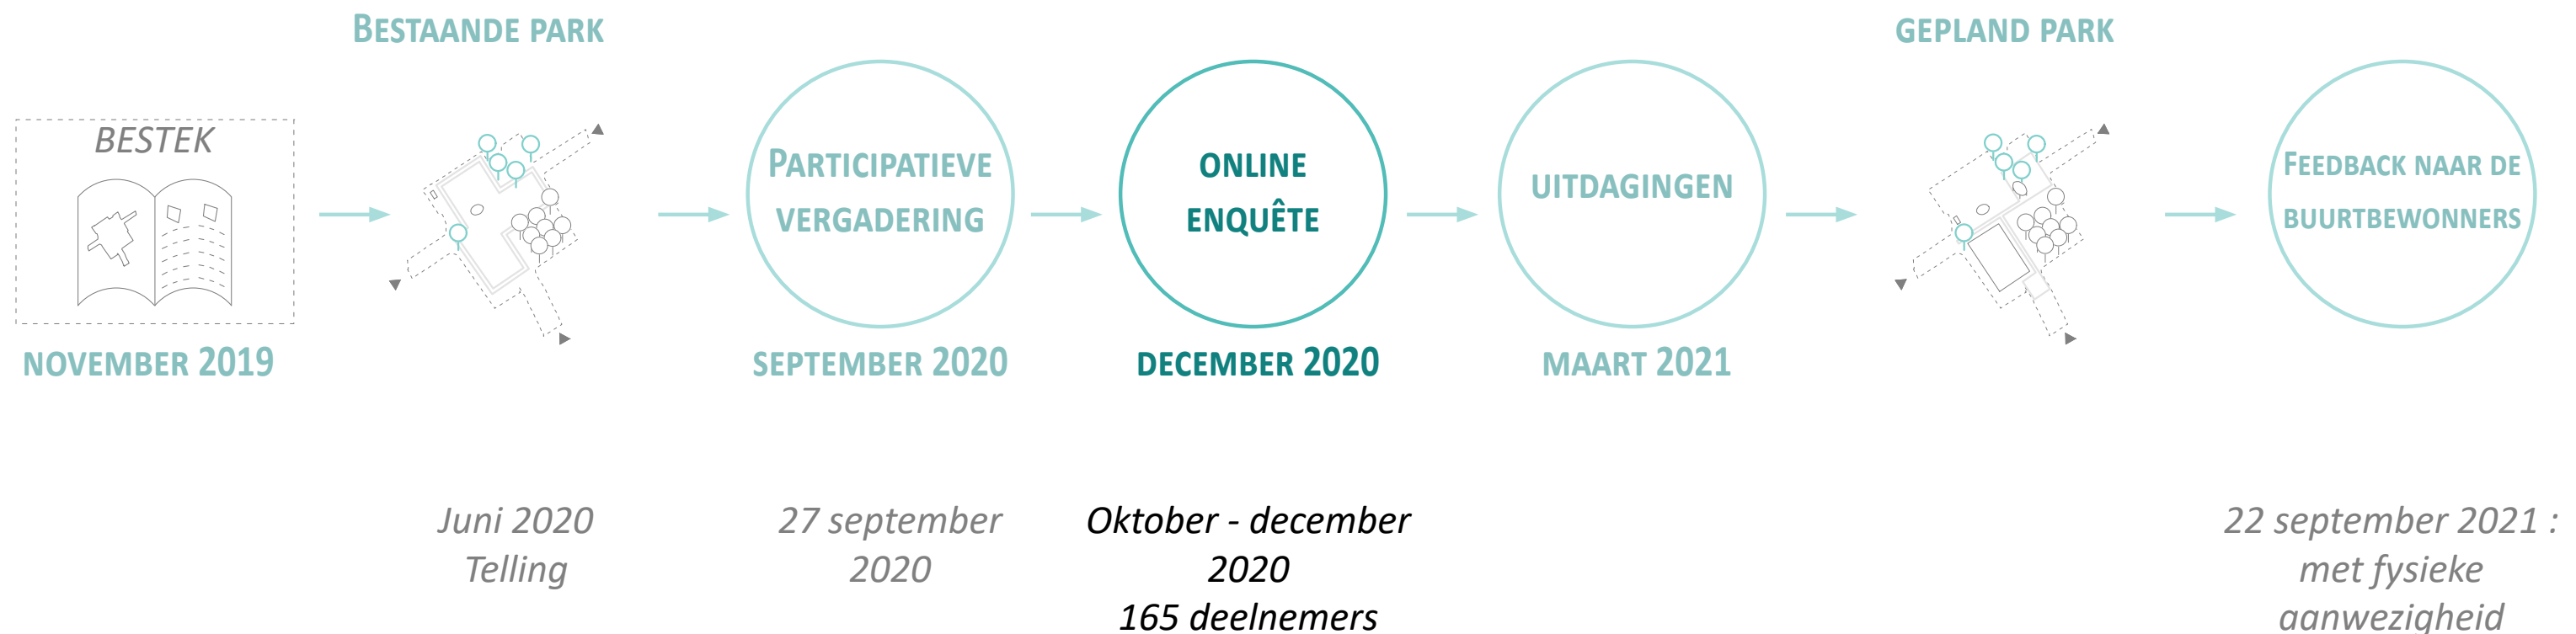 BESTAANDE PARK
GEPLAND PARK
BESTEK
NOVEMBER 2019
PARTICIPATIEVE
VERGADERING
SEPTEMBER 2020
ONLINE
ENQUÊTE
DECEMBER 2020
UITDAGINGEN
MAART 2021
FEEDBACK NAAR DE
BUURTBEWONNERS
Juni 2020
Telling
27 september
2020
Oktober - december
2020
165 deelnemers
22 september 2021 :
met fysieke
aanwezigheid